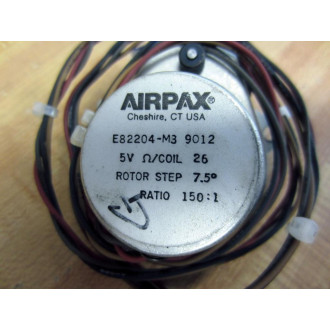 AIRPAX®
Cheshire, CT USA
E82204-M3 9012
5V Ω/COIL 26
ROTOR STEP 7.5°
RATIO 150:1